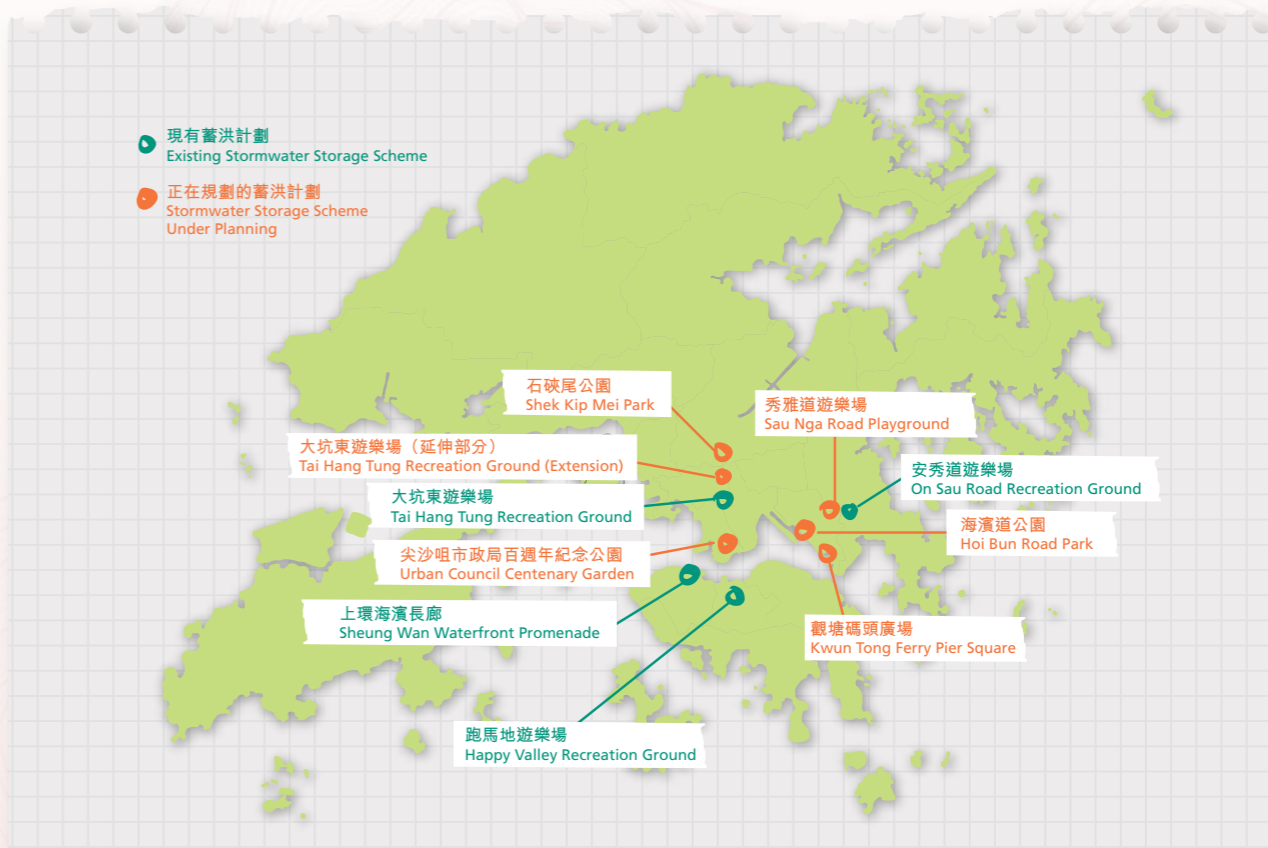 現有蓄洪計劃
Existing Stormwater Storage Scheme
正在規劃的蓄洪計劃
Stormwater Storage Scheme
Under Planning
石硤尾公園
Shek Kip Mei Park
秀雅道遊樂場
Sau Nga Road Playground
大坑東遊樂場（延伸部分）
Tai Hang Tung Recreation Ground (Extension)
安秀道遊樂場
On Sau Road Recreation Ground
大坑東遊樂場
Tai Hang Tung Recreation Ground
海濱道公園
Hoi Bun Road Park
尖沙咀市政局百週年紀念公園
Urban Council Centenary Garden
上環海濱長廊
Sheung Wan Waterfront Promenade
觀塘碼頭廣場
Kwun Tong Ferry Pier Square
跑馬地遊樂場
Happy Valley Recreation Ground